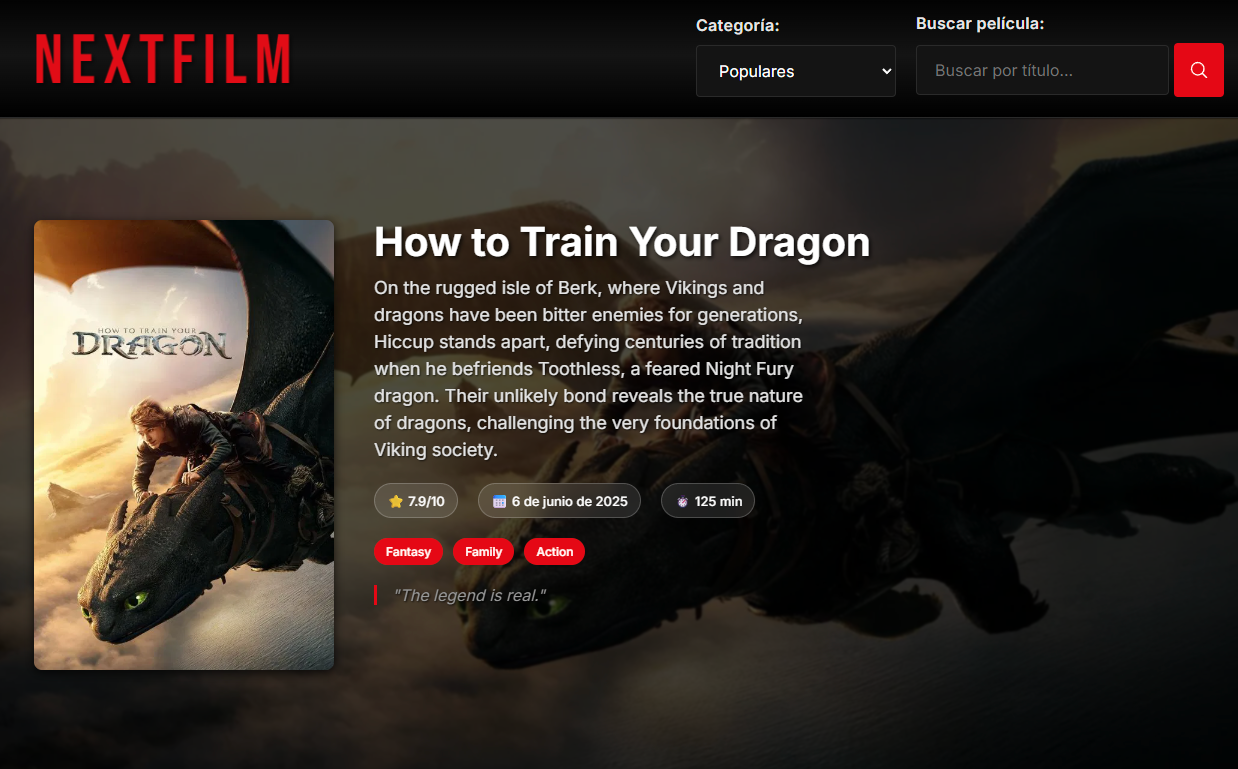 NEXTFILM
Categoría:
Populares
Buscar película:
Buscar por título...
HOW TO TRAIN YOUR
DRAGON
How to Train Your Dragon
On the rugged isle of Berk, where Vikings and
dragons have been bitter enemies for generations,
Hiccup stands apart, defying centuries of tradition
when he befriends Toothless, a feared Night Fury
dragon. Their unlikely bond reveals the true nature
of dragons, challenging the very foundations of
Viking society.
7.9/10
6 de junio de 2025
125 min
Fantasy
Family
Action
"The legend is real."